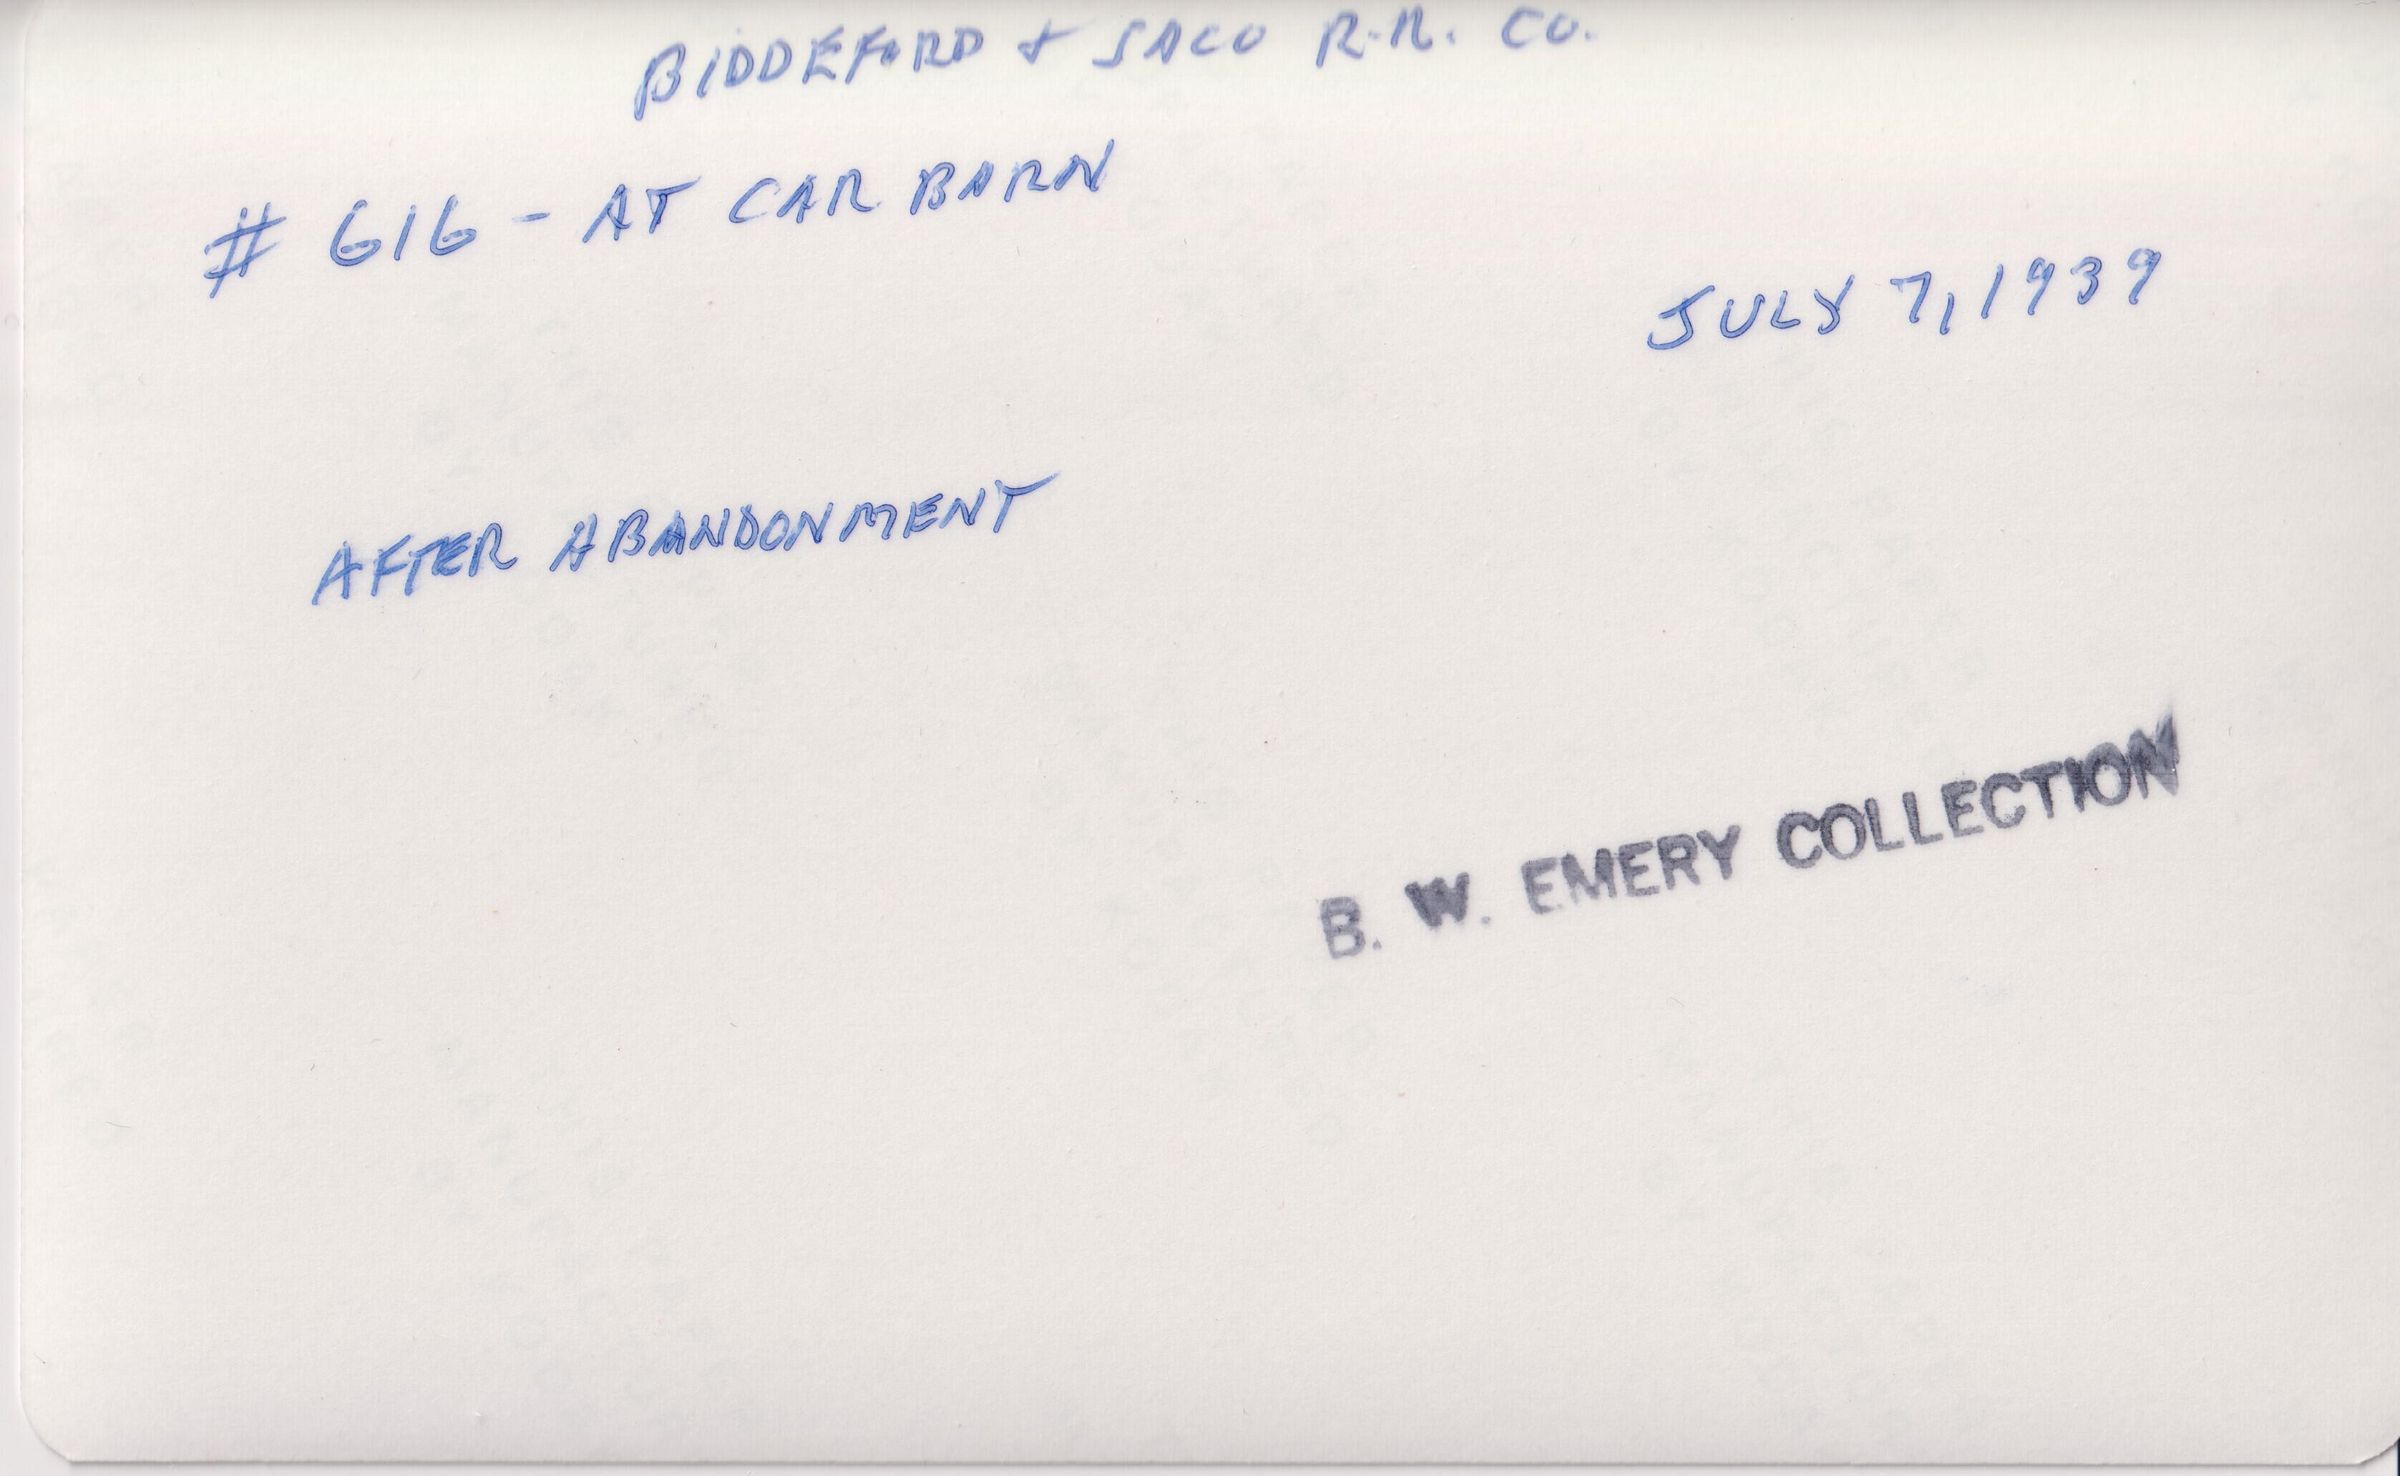 BIDDEFORD + SACO R.R. CO.
# 616 - AT CAR BARN
JULY 7, 1939
AFTER ABANDONMENT
B. W. EMERY COLLECTION